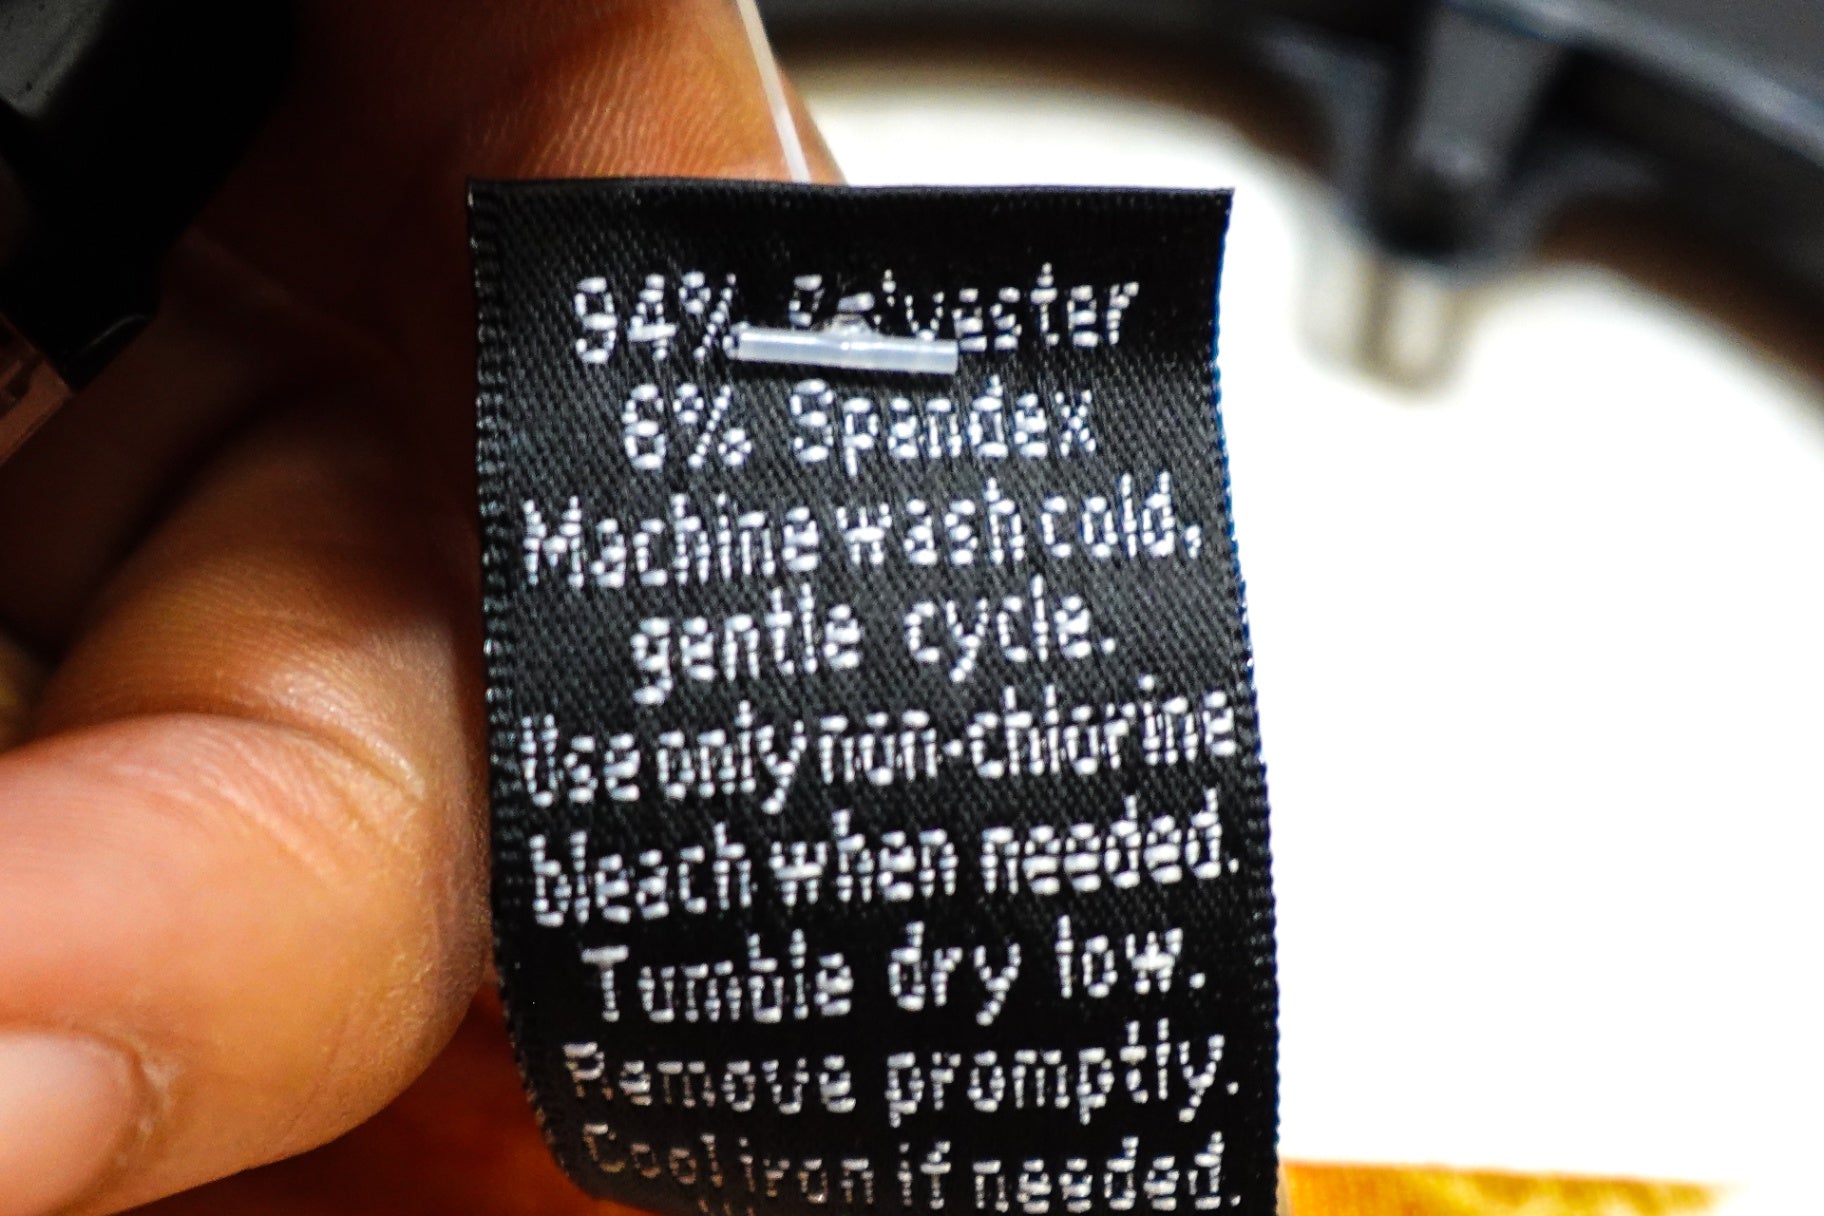 94% Polyester
6% Spandex
Machine wash cold,
gentle cycle.
Use only non-chlorine
bleach when needed.
Tumble dry low.
Remove promptly.
Cool iron if needed.